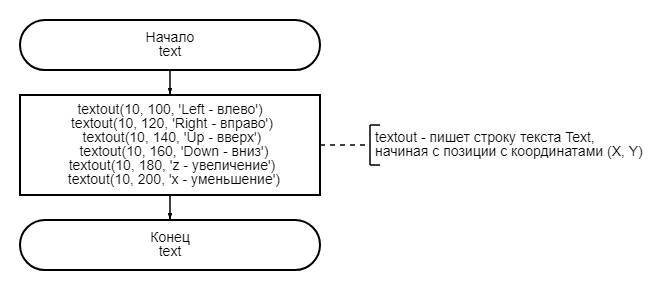 Начало
text
textout(10, 100, 'Left - влево')
textout(10, 120, 'Right - вправо')
textout(10, 140, 'Up - вверх')
textout(10, 160, 'Down - вниз')
textout(10, 180, 'z - увеличение')
textout(10, 200, 'x - уменьшение')
textout - пишет строку текста Text,
начиная с позиции с координатами (X, Y)
Конец
text